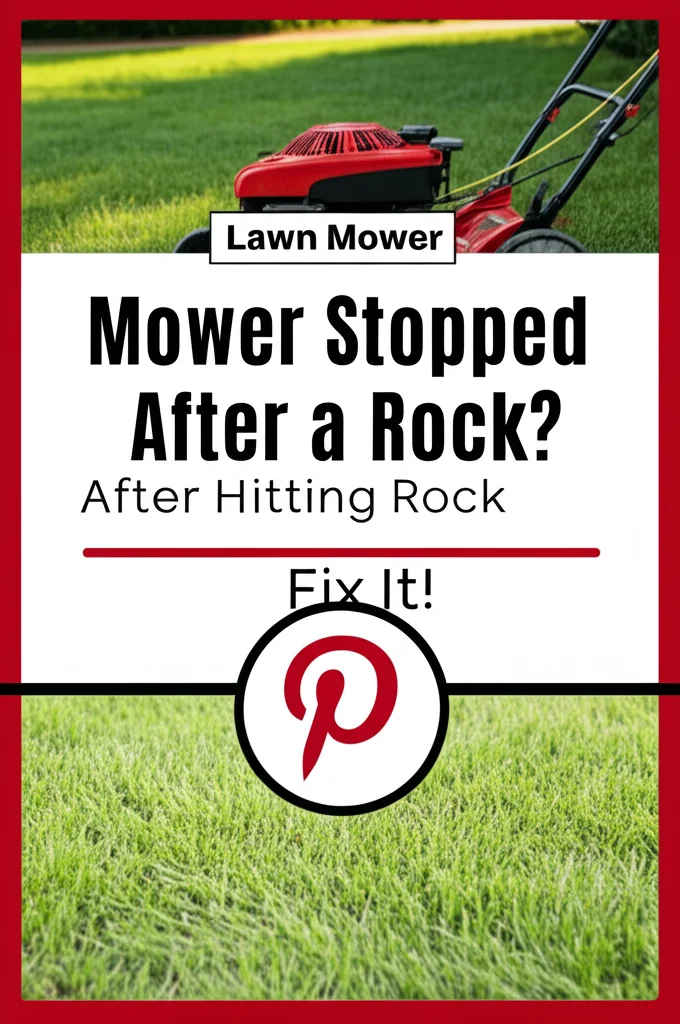 Lawn Mower
Mower Stopped
After a Rock?
After Hitting Rock
Fix It!